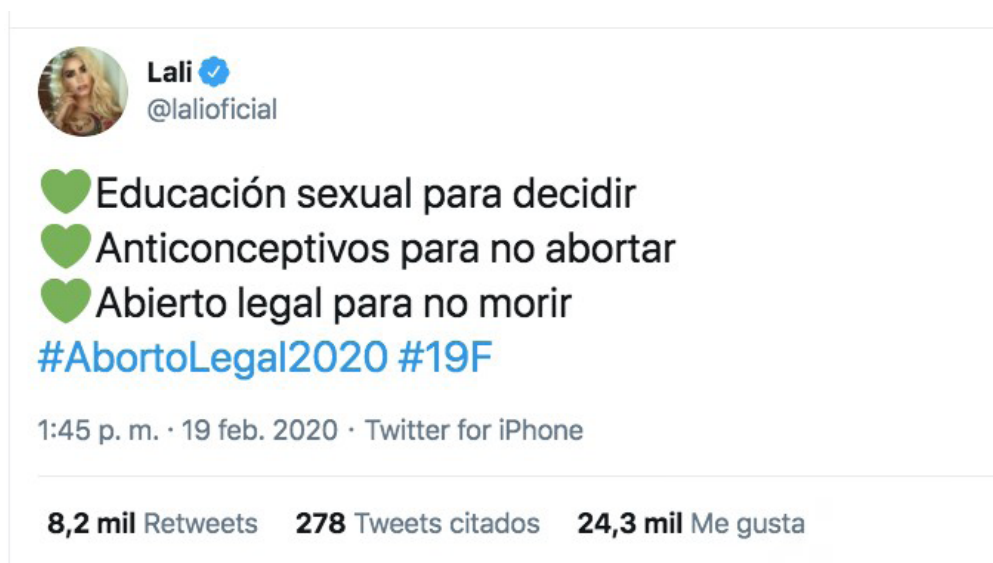 Lali
@lalioficial
💚Educación sexual para decidir
💚Anticonceptivos para no abortar
💚Abierto legal para no morir
#AbortoLegal2020 #19F
1:45 p. m. · 19 feb. 2020 · Twitter for iPhone
8,2 mil Retweets 278 Tweets citados 24,3 mil Me gusta